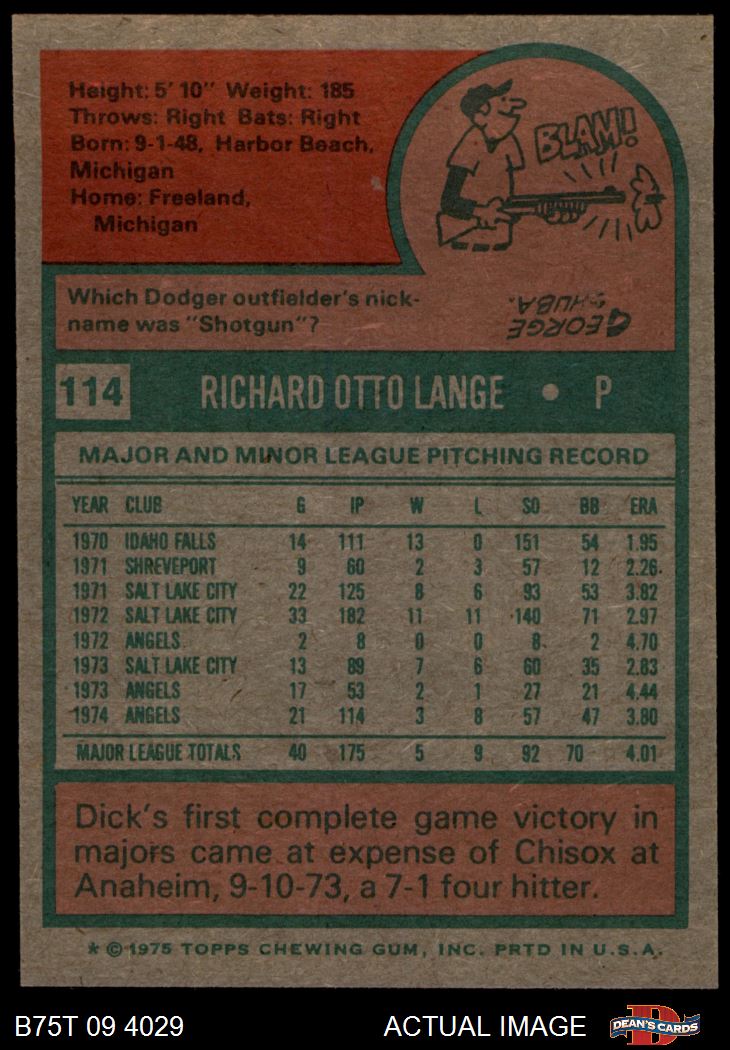 Height: 5' 10" Weight: 185
Throws: Right Bats: Right
Born: 9-1-48, Harbor Beach,
Michigan
Home: Freeland,
Michigan
BLAM!
Which Dodger outfielder's nick-
name was "Shotgun"?
GEORGE
SHUBA.
114 RICHARD OTTO LANGE • P
MAJOR AND MINOR LEAGUE PITCHING RECORD
YEAR CLUB G IP W L SO BB ERA
1970 IDAHO FALLS 14 111 13 0 151 54 1.95
1971 SHREVEPORT 9 60 2 3 57 12 2.26
1971 SALT LAKE CITY 22 125 8 6 93 53 3.82
1972 SALT LAKE CITY 33 182 11 11 140 71 2.97
1972 ANGELS 2 8 0 0 8 2 4.70
1973 SALT LAKE CITY 13 89 7 6 60 35 2.83
1973 ANGELS 17 53 2 1 27 21 4.44
1974 ANGELS 21 114 3 8 57 47 3.80
MAJOR LEAGUE TOTALS 40 175 5 9 92 70 4.01
Dick's first complete game victory in
majors came at expense of Chisox at
Anaheim, 9-10-73, a 7-1 four hitter.
* © 1975 TOPPS CHEWING GUM, INC. PRTD IN U.S.A.
B75T 09 4029 ACTUAL IMAGE DEAN'S CARDS